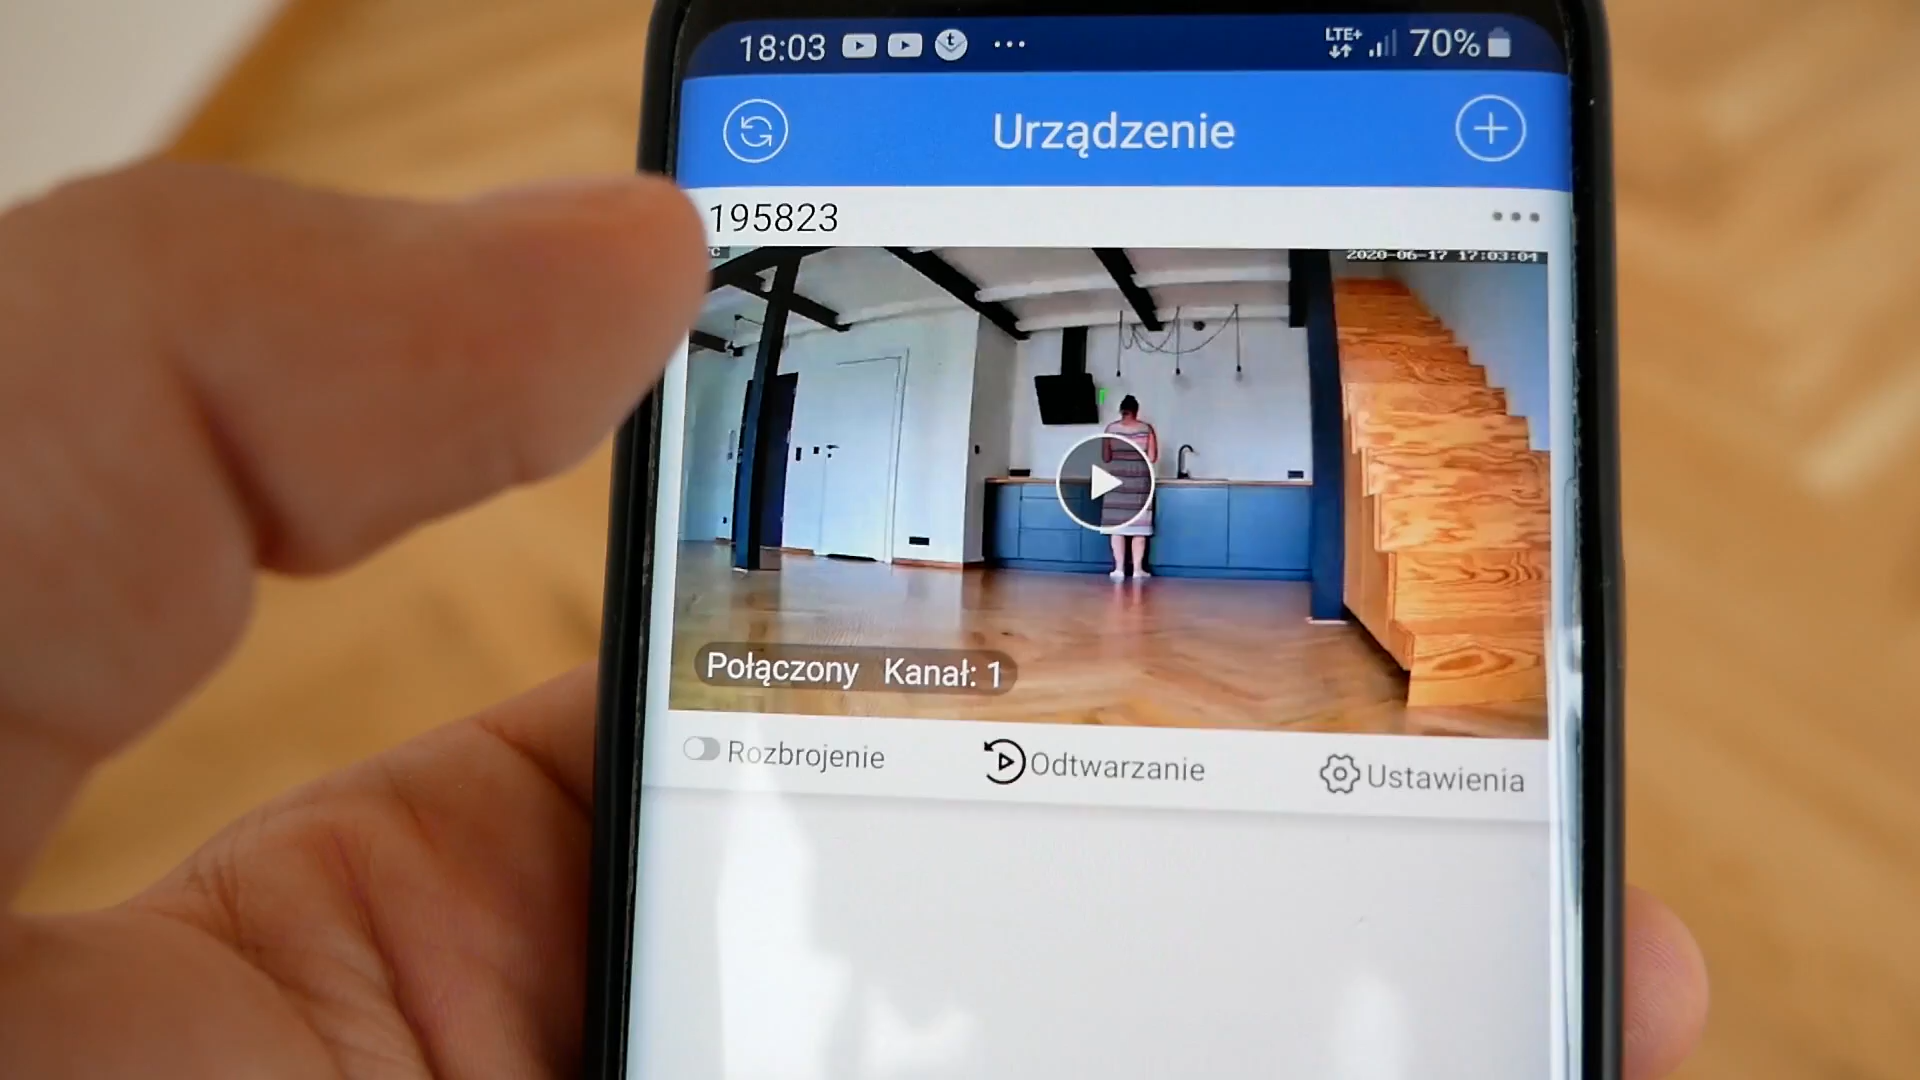 18:03 LTE+ 70%
Urządzenie
195823
2020-06-17 17:03:04
Połączony Kanał: 1
Rozbrojenie Odtwarzanie Ustawienia